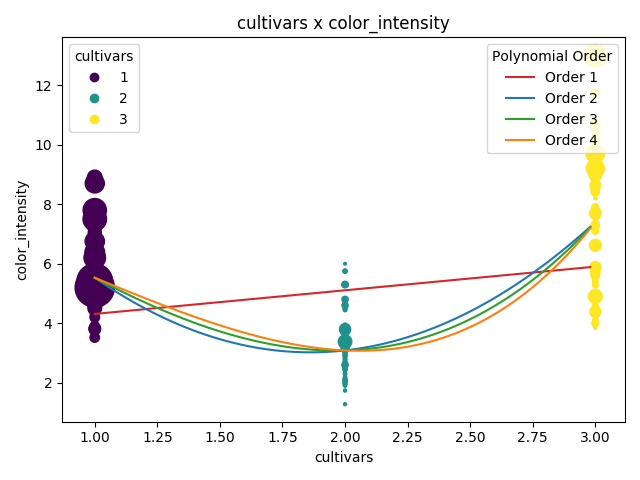 cultivars x color_intensity
cultivars
1
2
3
Polynomial Order
Order 1
Order 2
Order 3
Order 4
color_intensity
12
10
8
6
4
2
1.00 1.25 1.50 1.75 2.00 2.25 2.50 2.75 3.00
cultivars